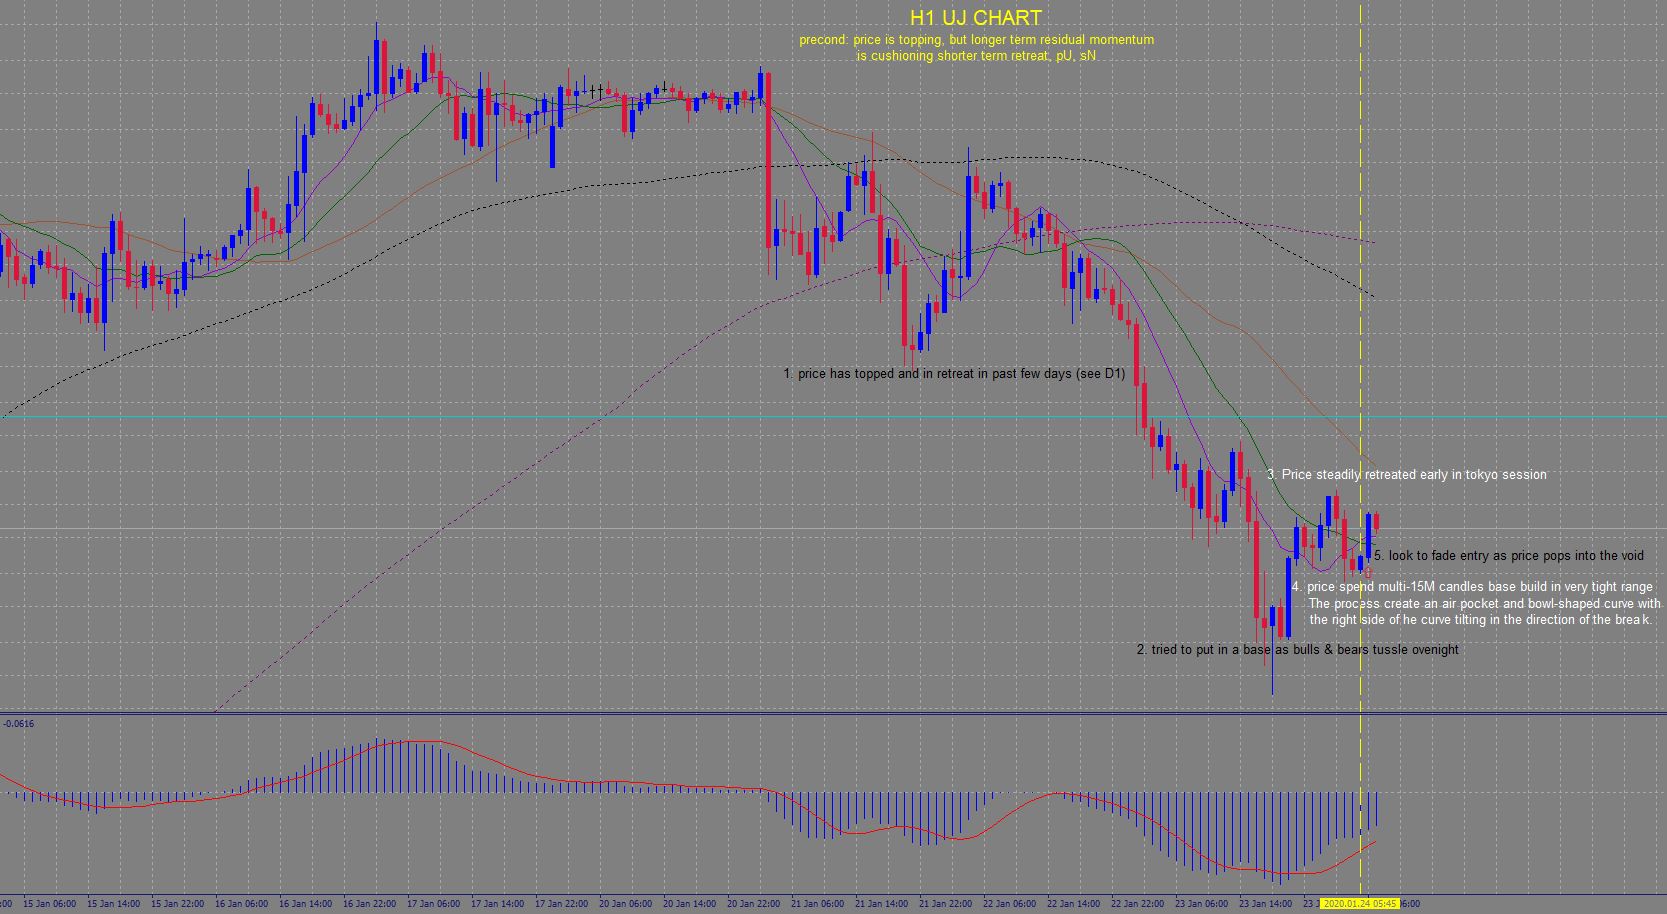 H1 UJ CHART
precond: price is topping, but longer term residual momentum
is cushioning shorter term retreat, pU, sN
1. price has topped and in retreat in past few days (see D1)
3. Price steadily retreated early in tokyo session
5. look to fade entry as price pops into the void
4. price spend multi-15M candles base build in very tight range
The process create an air pocket and bowl-shaped curve with
the right side of he curve tilting in the direction of the break.
2. tried to put in a base as bulls & bears tussle ovenight
-0.0616
:00 15 Jan 06:00 15 Jan 14:00 15 Jan 22:00 16 Jan 06:00 16 Jan 14:00 16 Jan 22:00 17 Jan 06:00 17 Jan 14:00 17 Jan 22:00 20 Jan 06:00 20 Jan 14:00 20 Jan 22:00 21 Jan 06:00 21 Jan 14:00 21 Jan 22:00 22 Jan 06:00 22 Jan 14:00 22 Jan 22:00 23 Jan 06:00 23 Jan 14:00 23 J 2020.01.24 05:45 06:00